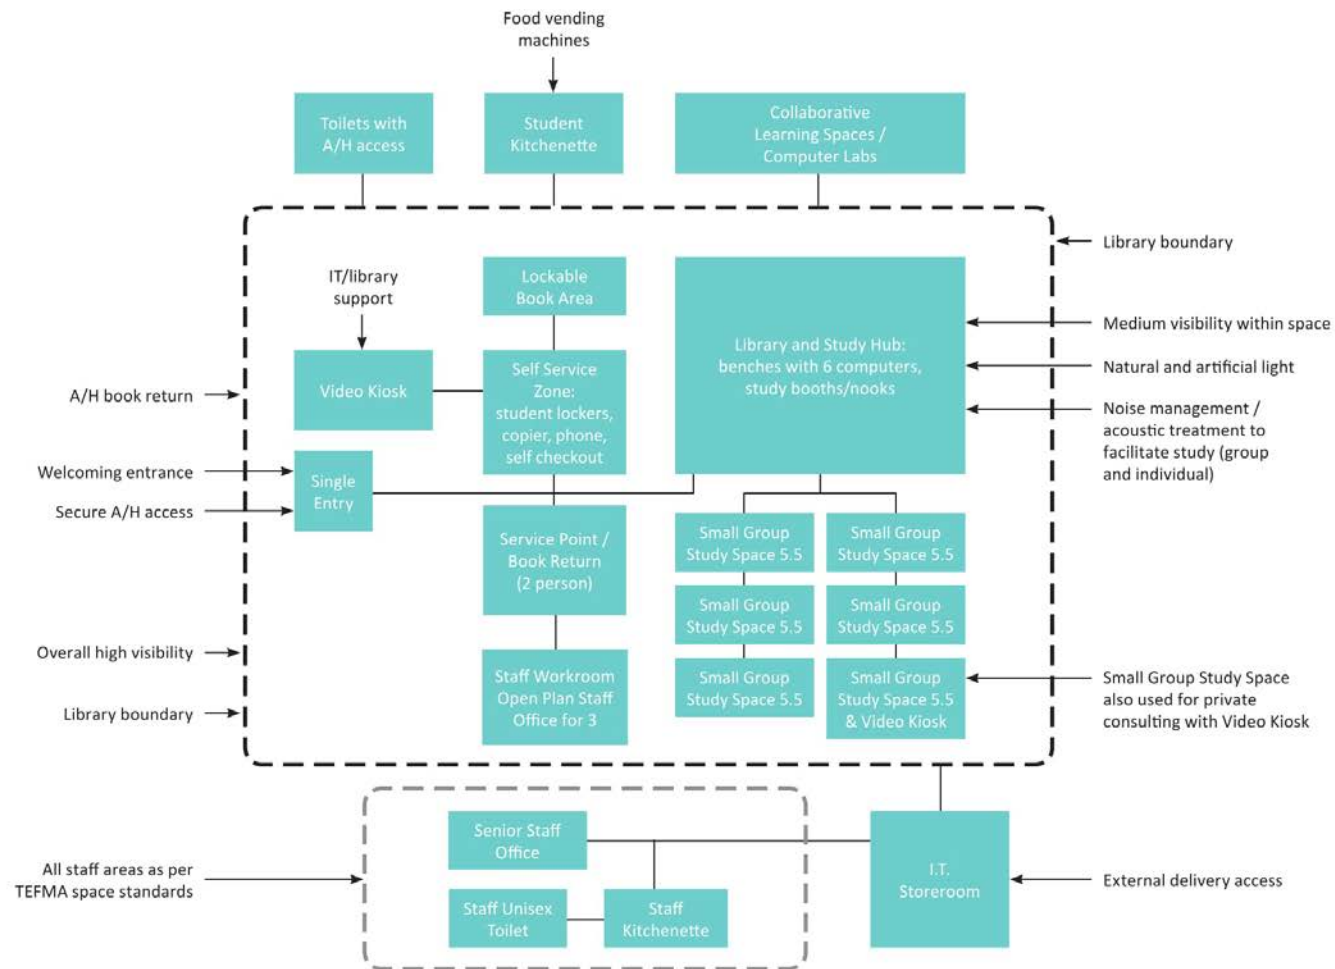 Food vending
machines
Toilets with
A/H access
Student
Kitchenette
Collaborative
Learning Spaces /
Computer Labs
Library boundary
IT/library
support
Lockable
Book Area
Library and Study Hub:
benches with 6 computers,
study booths/nooks
Medium visibility within space
Natural and artificial light
Noise management /
acoustic treatment to
facilitate study (group
and individual)
Video Kiosk
Self Service
Zone:
student lockers,
copier, phone,
self checkout
A/H book return
Welcoming entrance
Secure A/H access
Single
Entry
Service Point /
Book Return
(2 person)
Small Group
Study Space 5.5
Small Group
Study Space 5.5
Small Group
Study Space 5.5
Small Group
Study Space 5.5
Overall high visibility
Library boundary
Staff Workroom
Open Plan Staff
Office for 3
Small Group
Study Space 5.5
Small Group
Study Space 5.5
& Video Kiosk
Small Group Study Space
also used for private
consulting with Video Kiosk
All staff areas as per
TEFMA space standards
Senior Staff
Office
Staff Unisex
Toilet
Staff
Kitchenette
I.T.
Storeroom
External delivery access